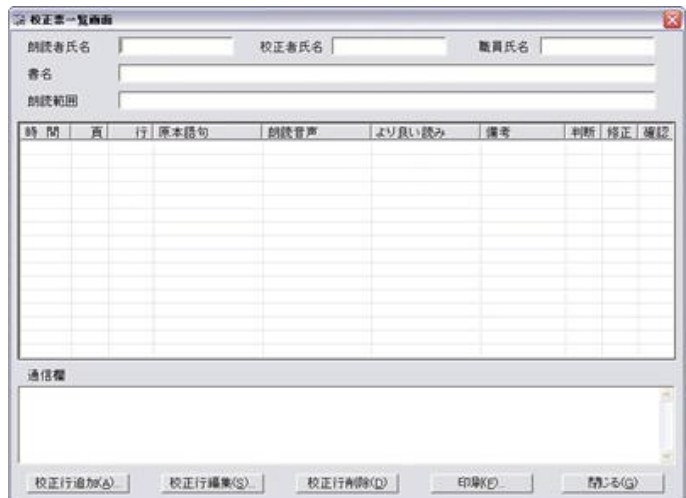 校正票一覧画面
朗読者氏名 校正者氏名 職員氏名
書名
朗読範囲
時間 頁 行 原本語句 朗読音声 より良い読み 備考 判断 修正 確認
通信欄
校正行追加(A)... 校正行編集(S)... 校正行削除(D) 印刷(F)... 閉じる(G)